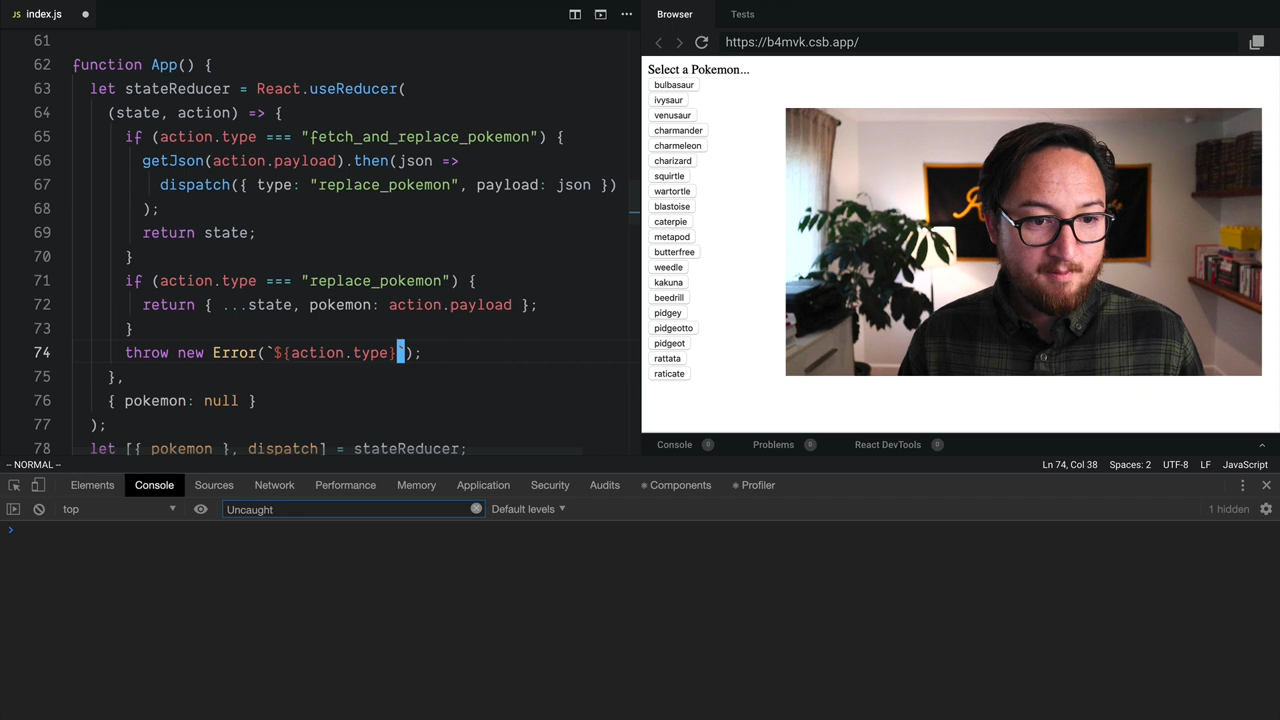 JS index.js
61
62 function App() {
63 let stateReducer = React.useReducer(
64 (state, action) => {
65 if (action.type === "fetch_and_replace_pokemon") {
66 getJson(action.payload).then(json =>
67 dispatch({ type: "replace_pokemon", payload: json })
68 );
69 return state;
70 }
71 if (action.type === "replace_pokemon") {
72 return { ...state, pokemon: action.payload };
73 }
74 throw new Error(`${action.type}`);
75 },
76 { pokemon: null }
77 );
78 let [{ pokemon }, dispatch] = stateReducer;
-- NORMAL --
Browser Tests
https://b4mvk.csb.app/
Select a Pokemon...
bulbasaur
ivysaur
venusaur
charmander
charmeleon
charizard
squirtle
wartortle
blastoise
caterpie
metapod
butterfree
weedle
kakuna
beedrill
pidgey
pidgeotto
pidgeot
rattata
raticate
Console 0 Problems 0 React DevTools 0
Ln 74, Col 38 Spaces: 2 UTF-8 LF JavaScript
Elements Console Sources Network Performance Memory Application Security Audits Components Profiler
top Uncaught Default levels 1 hidden